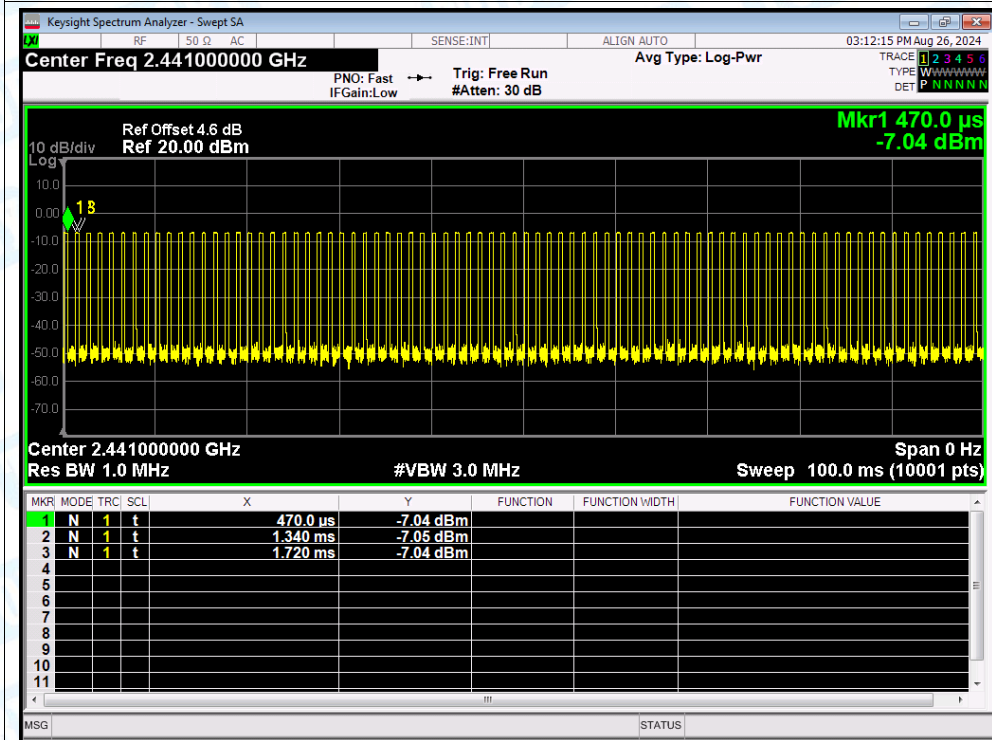 Keysight Spectrum Analyzer - Swept SA
LXI RF 50 Ω AC SENSE:INT ALIGN AUTO 03:12:15 PM Aug 26, 2024
Center Freq 2.441000000 GHz Avg Type: Log-Pwr TRACE 1 2 3 4 5 6
PNO: Fast Trig: Free Run TYPE WWWWWW
IFGain:Low #Atten: 30 dB DET P N N N N N
Mkr1 470.0 µs
-7.04 dBm
Ref Offset 4.6 dB
10 dB/div Ref 20.00 dBm
Log
10.0
0.00
1 3
-10.0
-20.0
-30.0
-40.0
-50.0
-60.0
-70.0
Center 2.441000000 GHz Span 0 Hz
Res BW 1.0 MHz #VBW 3.0 MHz Sweep 100.0 ms (10001 pts)
MKR MODE TRC SCL X Y FUNCTION FUNCTION WIDTH FUNCTION VALUE
1 N 1 t 470.0 µs -7.04 dBm
2 N 1 t 1.340 ms -7.05 dBm
3 N 1 t 1.720 ms -7.04 dBm
4
5
6
7
8
9
10
11
MSG STATUS